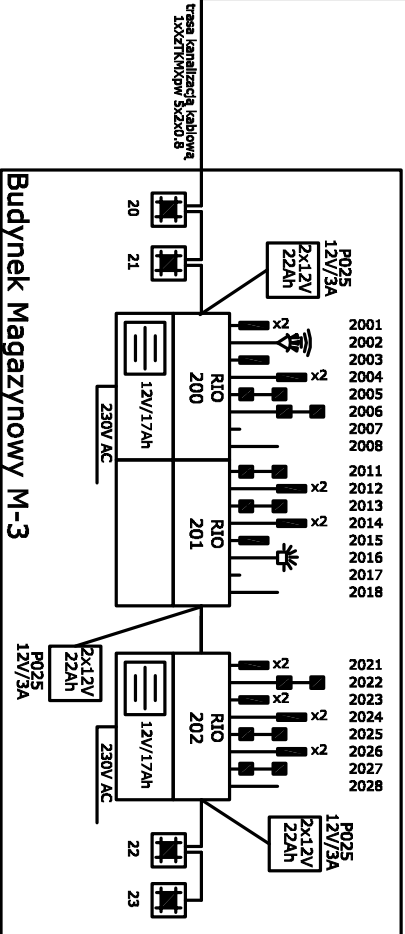 trasa kanalizacją kablową
1xXzTKMXpw 5x2x0.8
Budynek Magazynowy M-3
20
21
P025
12V/3A
2x12V
22Ah
RIO
200
12V/17Ah
230V AC
x2
2001
2002
2003
x2
2004
2005
2006
2007
2008
RIO
201
2011
x2
2012
2013
x2
2014
2015
2016
2017
2018
2x12V
22Ah
P025
12V/3A
RIO
202
12V/17Ah
230V AC
x2
2021
2022
x2
2023
x2
2024
2025
x2
2026
2027
2028
P025
12V/3A
2x12V
22Ah
22
23